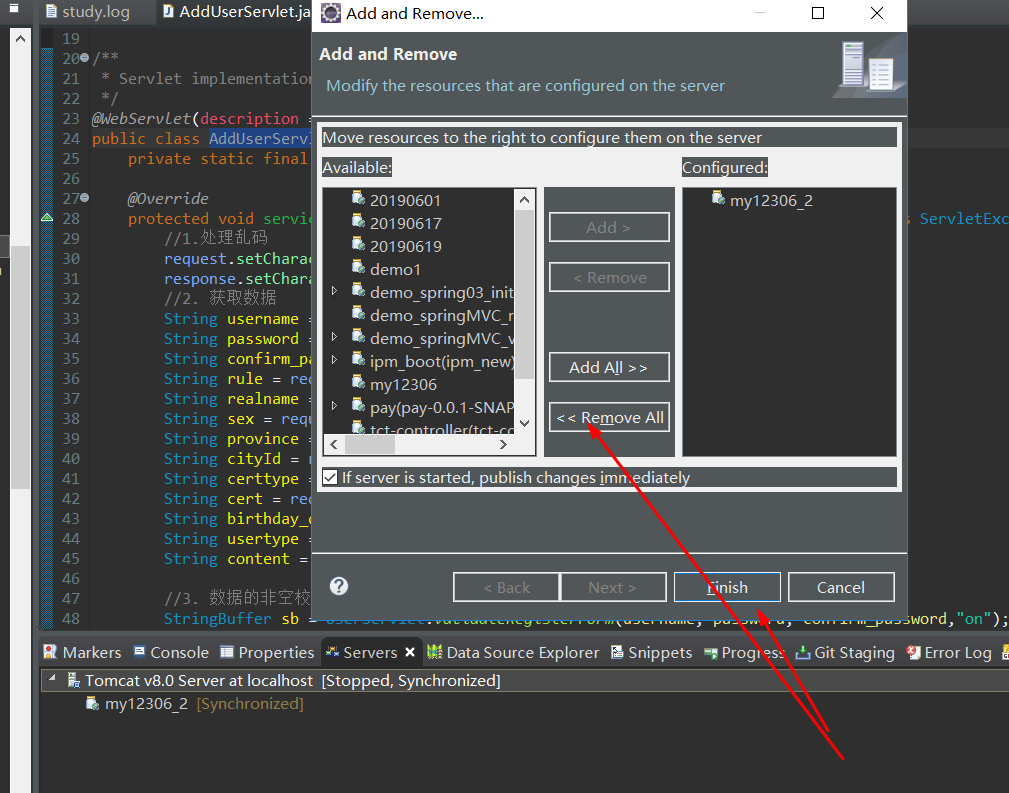 study.log
AddUserServlet.ja
Add and Remove...
Add and Remove
Modify the resources that are configured on the server
Move resources to the right to configure them on the server
Available:
Configured:
20190601
20190617
20190619
demo1
demo_spring03_init
demo_springMVC_
demo_springMVC_
ipm_boot(ipm_new)
my12306
pay(pay-0.0.1-SNAP
tct-controller(tct-co
Add >
< Remove
Add All >>
<< Remove All
my12306_2
If server is started, publish changes immediately
< Back
Next >
Finish
Cancel
19
20 /**
21 * Servlet implementation
22 */
23 @WebServlet(description =
24 public class AddUserServi
25 private static final
26
27 @Override
28 protected void servic ServletExc
29 //1.处理乱码
30 request.setCharac
31 response.setChara
32 //2. 获取数据
33 String username =
34 String password =
35 String confirm_pa
36 String rule = req
37 String realname =
38 String sex = requ
39 String province =
40 String cityId = r
41 String certtype =
42 String cert = req
43 String birthday_d
44 String usertype =
45 String content =
46
47 //3. 数据的非空校
48 StringBuffer sb = UserServlet.validateRegisterForm(username, password, confirm_password,"on");
Markers
Console
Properties
Servers
Data Source Explorer
Snippets
Progress
Git Staging
Error Log
Tomcat v8.0 Server at localhost [Stopped, Synchronized]
my12306_2 [Synchronized]